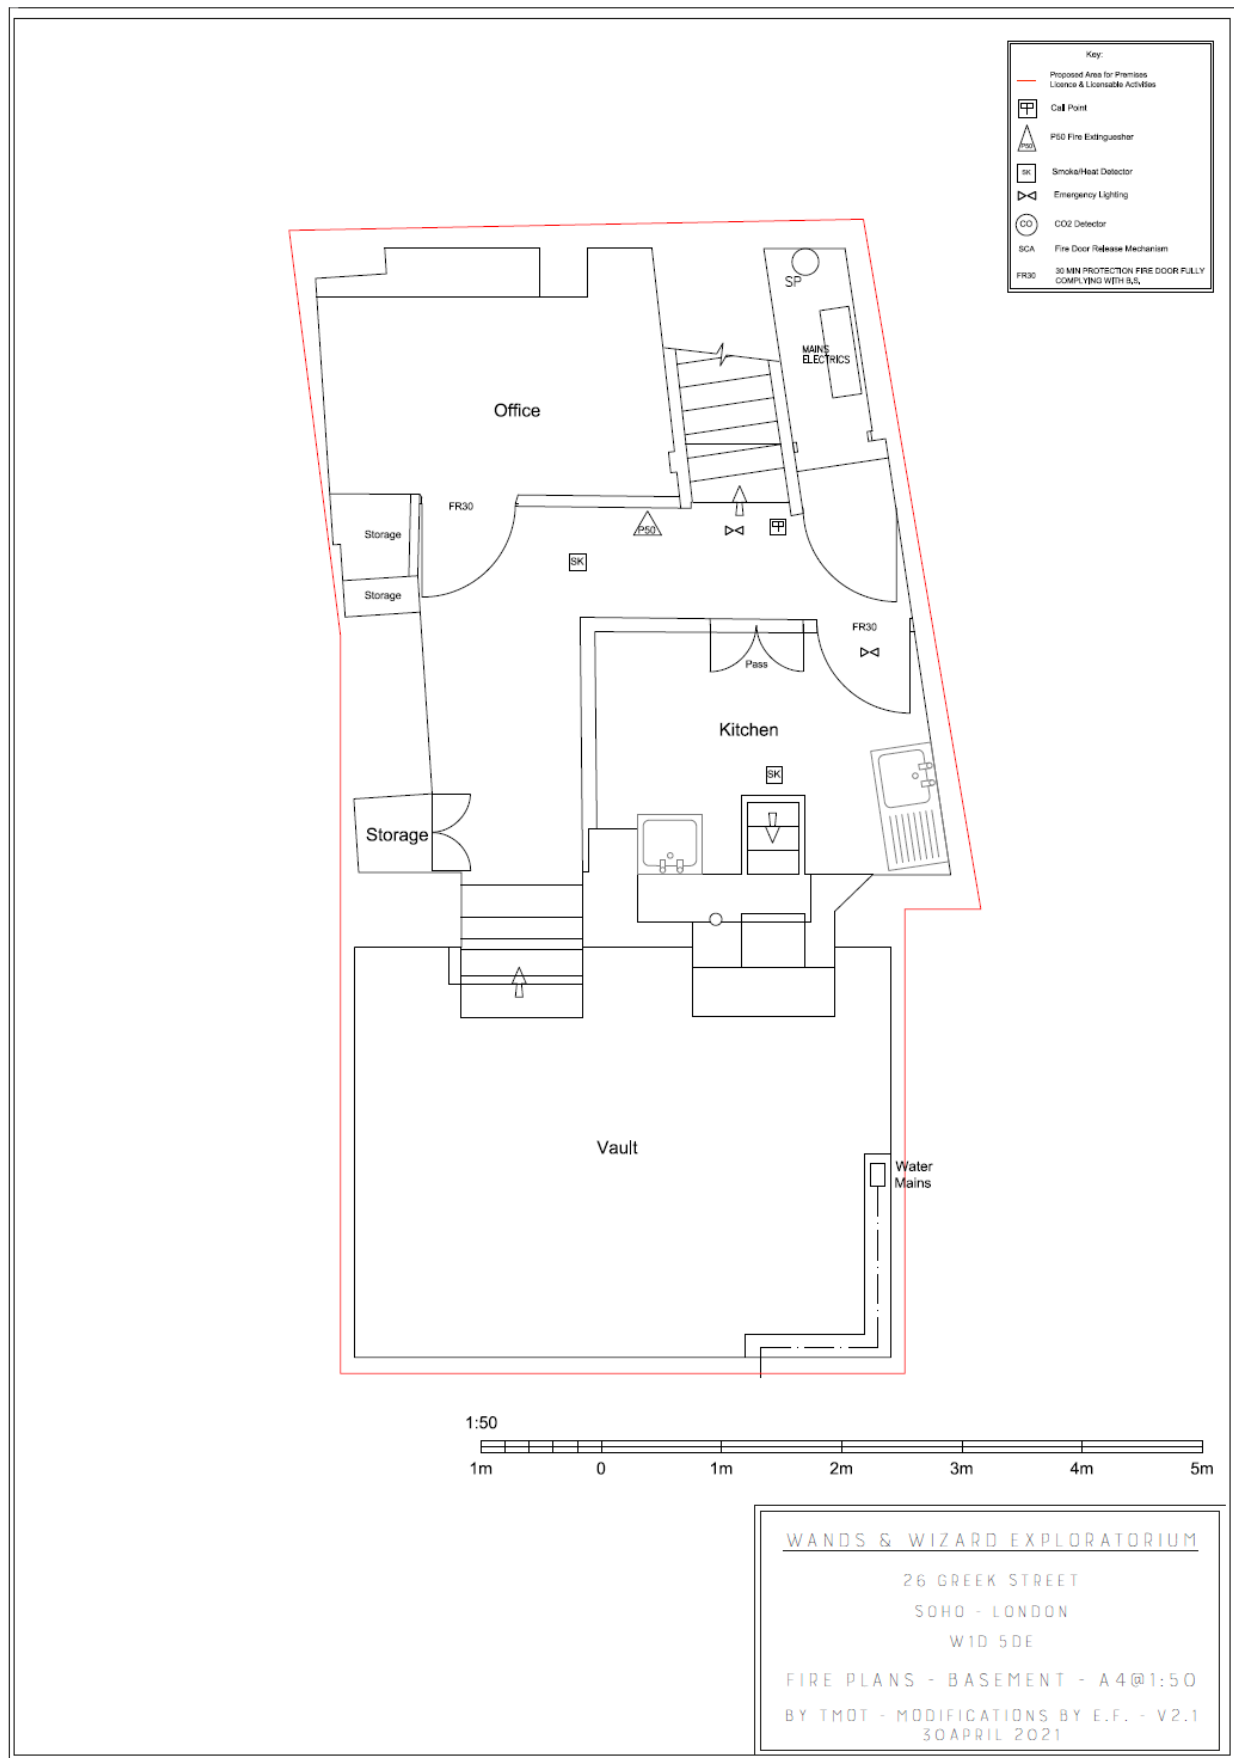 Key:
Proposed Area for Premises
Licence & Licensable Activities
Call Point
P50
P50 Fire Extinguesher
SK
Smoke/Heat Detector
Emergency Lighting
CO
CO2 Detector
SCA
Fire Door Release Mechanism
FR30
30 MIN PROTECTION FIRE DOOR FULLY
COMPLYING WITH B.S.
SP
MAINS
ELECTRICS
Office
FR30
P50
Storage
SK
Storage
FR30
Pass
Kitchen
SK
Storage
Vault
Water
Mains
1:50
1m 0 1m 2m 3m 4m 5m
WANDS & WIZARD EXPLORATORIUM
26 GREEK STREET
SOHO - LONDON
W1D 5DE
FIRE PLANS - BASEMENT - A4@1:50
BY TMOT - MODIFICATIONS BY E.F. - V2.1
30APRIL 2021